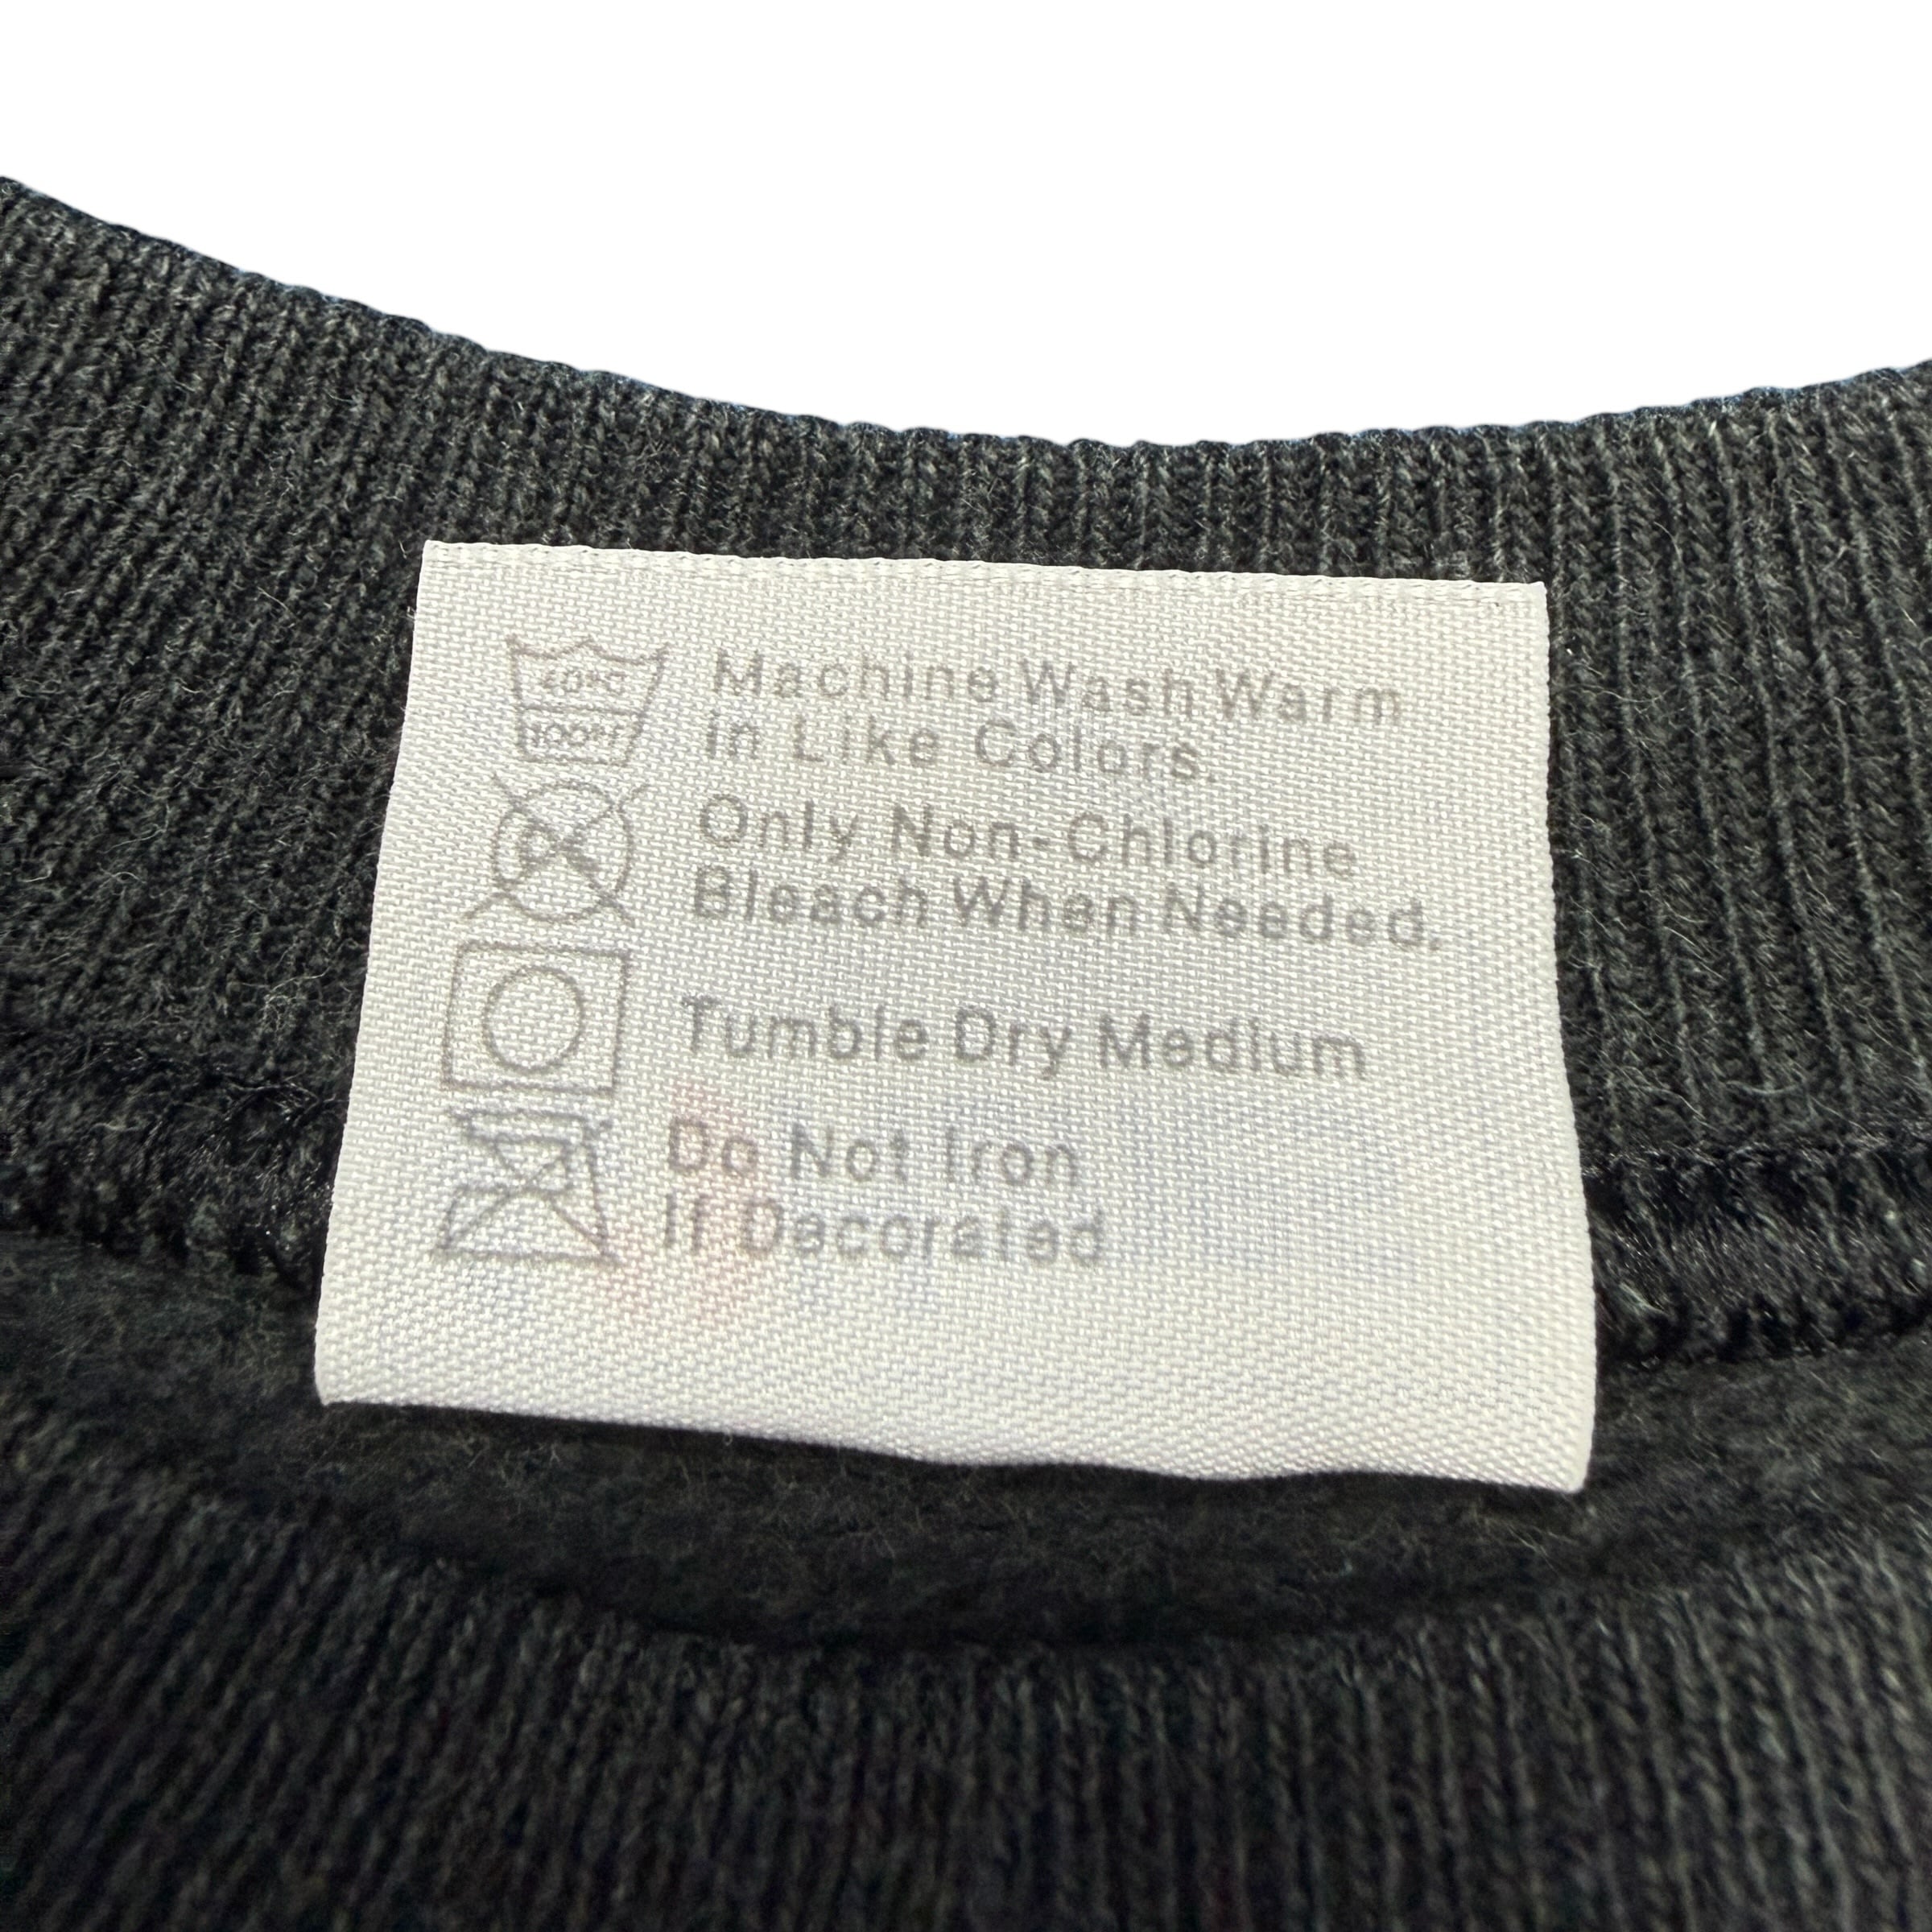 40°C
100°F
Machine Wash Warm
in Like Colors.
Only Non-Chlorine
Bleach When Needed.
Tumble Dry Medium
Do Not Iron
If Decorated